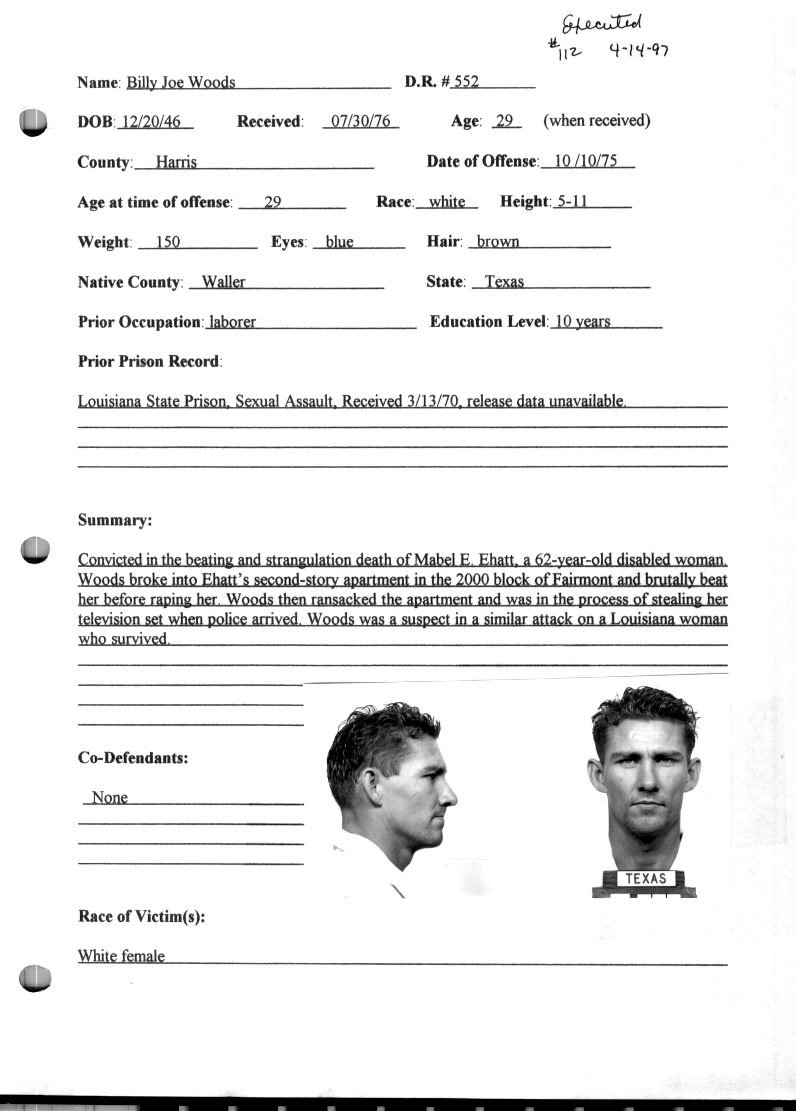 Executed
#112 4-14-97
Name: Billy Joe Woods D.R. # 552
DOB: 12/20/46 Received: 07/30/76 Age: 29 (when received)
County: Harris Date of Offense: 10 /10/75
Age at time of offense: 29 Race: white Height: 5-11
Weight: 150 Eyes: blue Hair: brown
Native County: Waller State: Texas
Prior Occupation: laborer Education Level: 10 years
Prior Prison Record:
Louisiana State Prison, Sexual Assault, Received 3/13/70, release data unavailable.
Summary:
Convicted in the beating and strangulation death of Mabel E. Ehatt, a 62-year-old disabled woman.
Woods broke into Ehatt's second-story apartment in the 2000 block of Fairmont and brutally beat
her before raping her. Woods then ransacked the apartment and was in the process of stealing her
television set when police arrived. Woods was a suspect in a similar attack on a Louisiana woman
who survived.
Co-Defendants:
None
TEXAS
Race of Victim(s):
White female